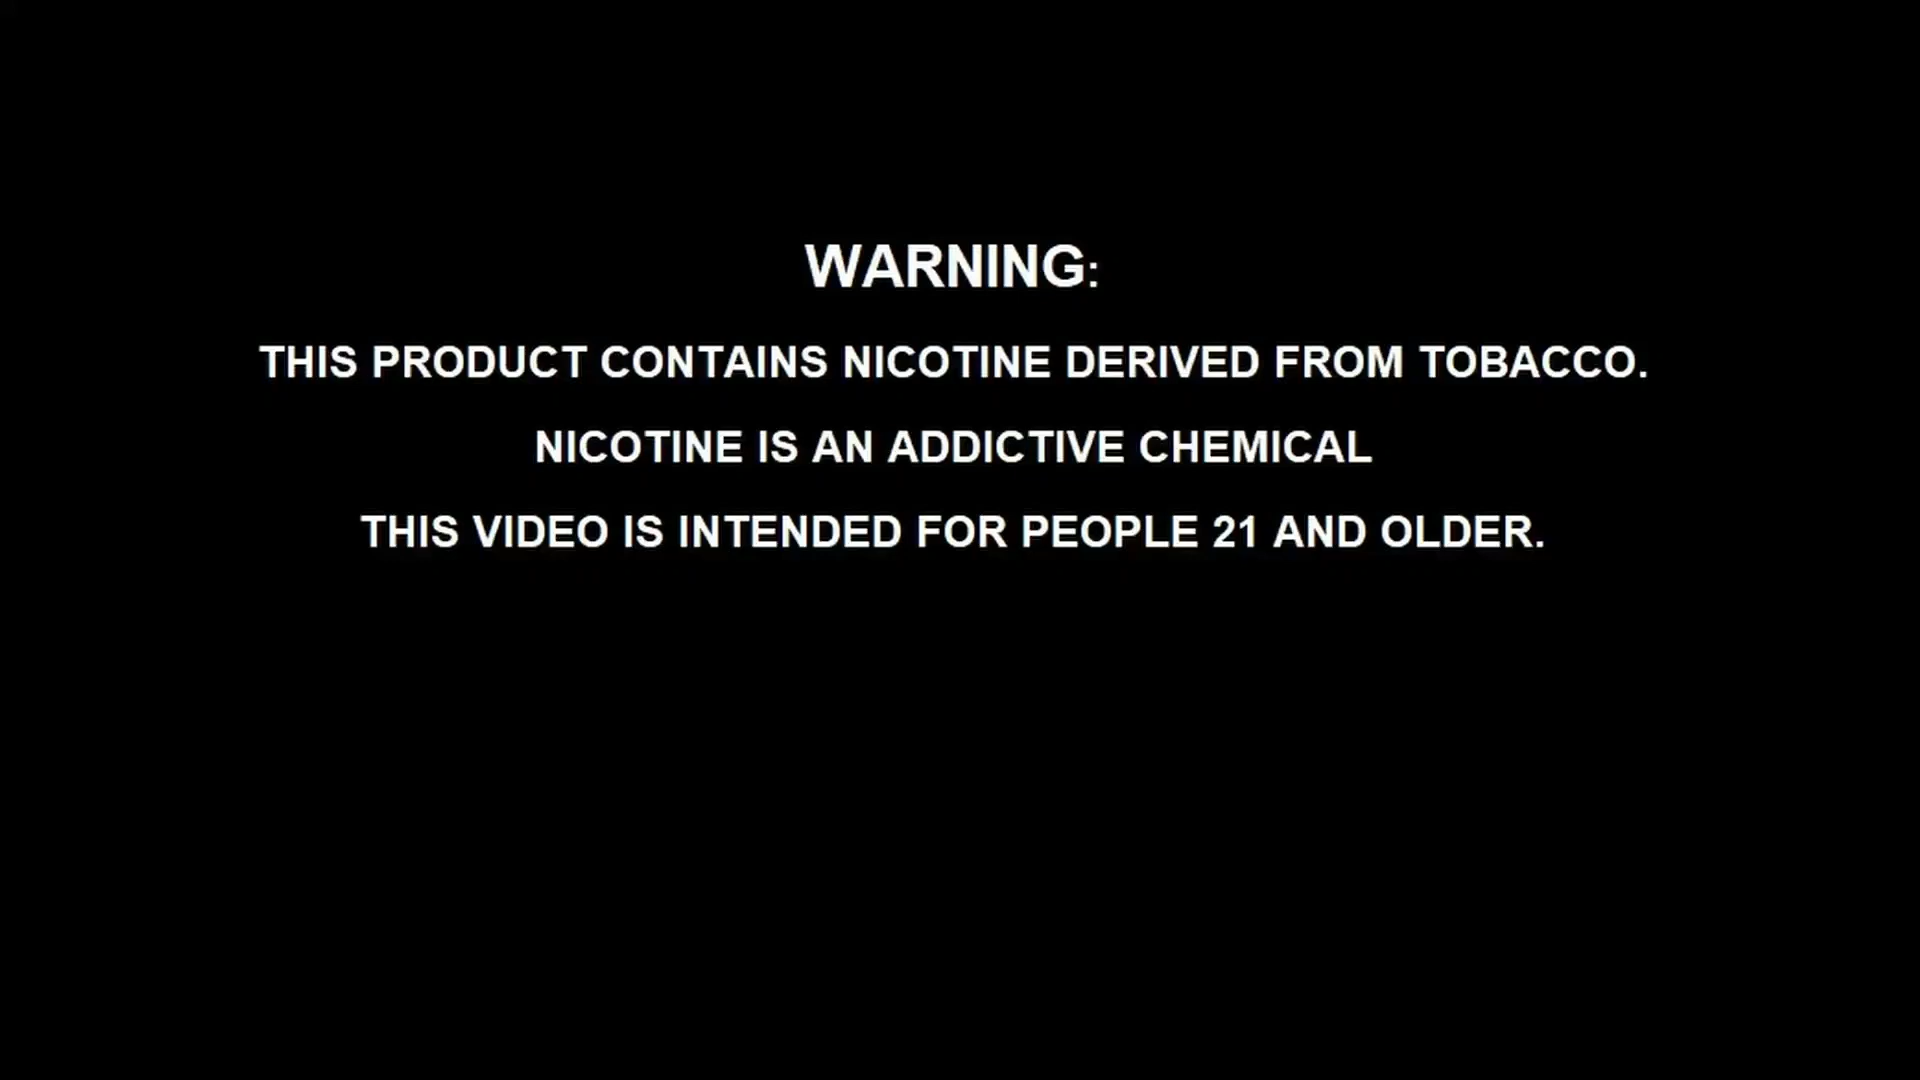 WARNING:
THIS PRODUCT CONTAINS NICOTINE DERIVED FROM TOBACCO.
NICOTINE IS AN ADDICTIVE CHEMICAL
THIS VIDEO IS INTENDED FOR PEOPLE 21 AND OLDER.